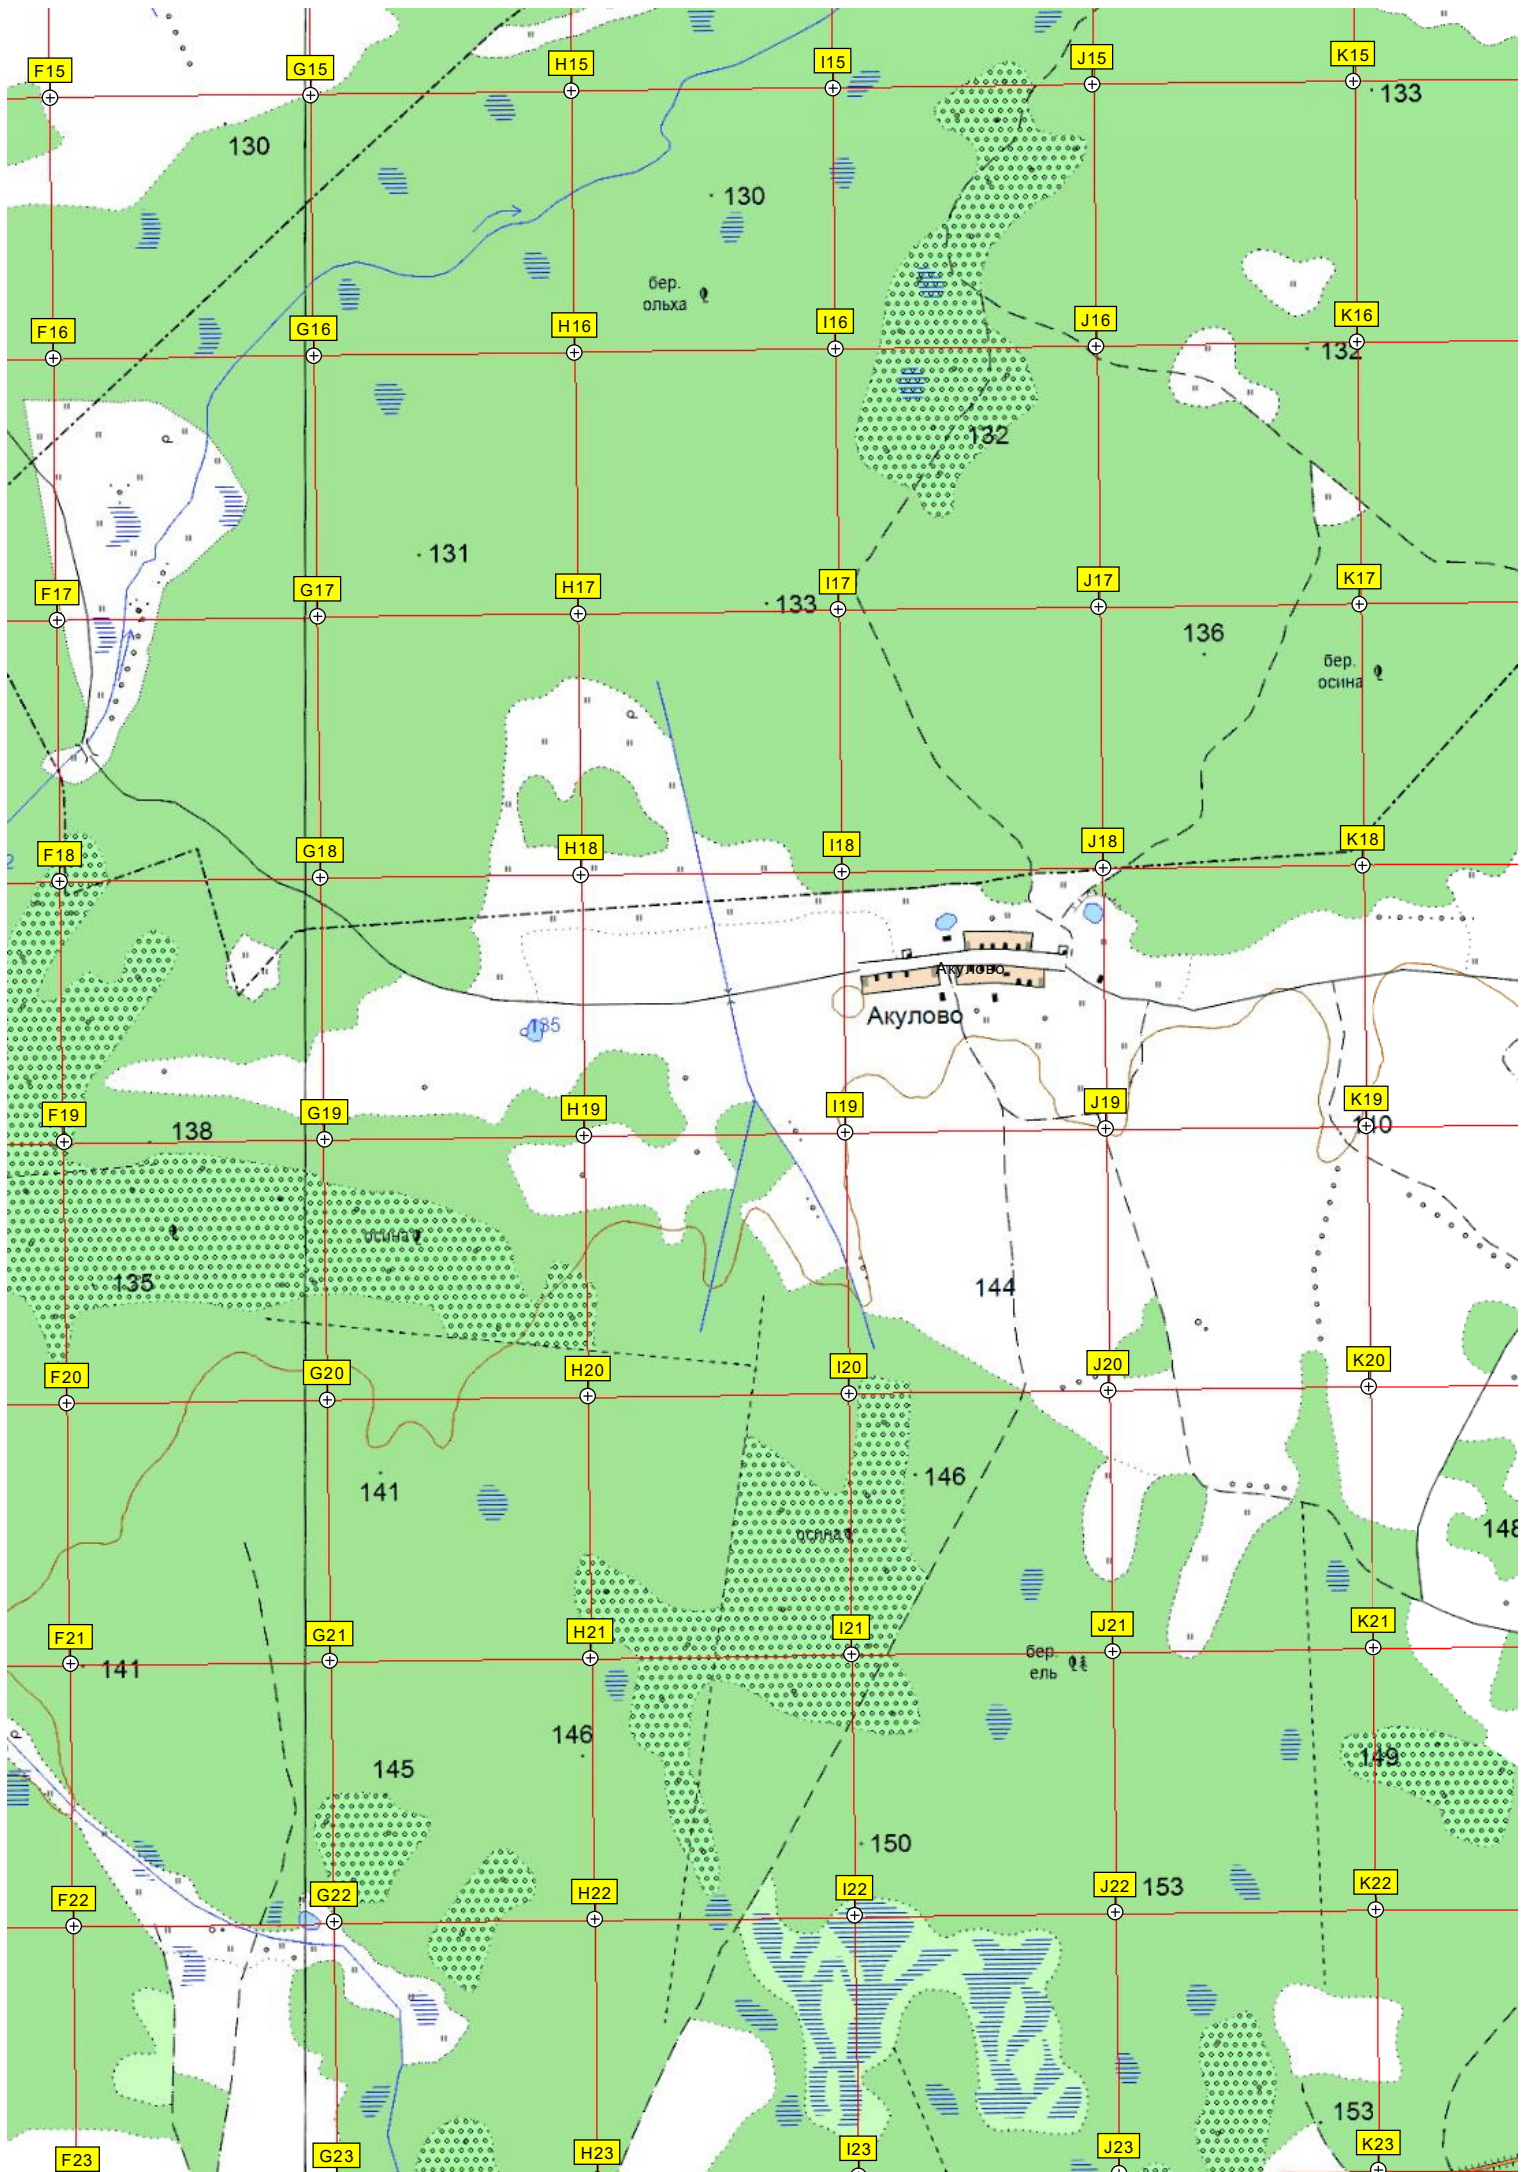 F15
G15
H15
I15
J15
K15
133
130
130
бер.
ольха
F16
G16
H16
I16
J16
K16
132
132
131
F17
G17
H17
I17
J17
K17
133
136
бер.
осина
F18
G18
H18
I18
J18
K18
Акулово
Акулово
135
F19
G19
H19
I19
J19
K19
138
140
осина
135
144
F20
G20
H20
I20
J20
K20
141
146
осина
148
F21
G21
H21
I21
J21
K21
141
бер.
ель
146
145
149
150
F22
G22
H22
I22
J22
K22
153
153
F23
G23
H23
I23
J23
K23